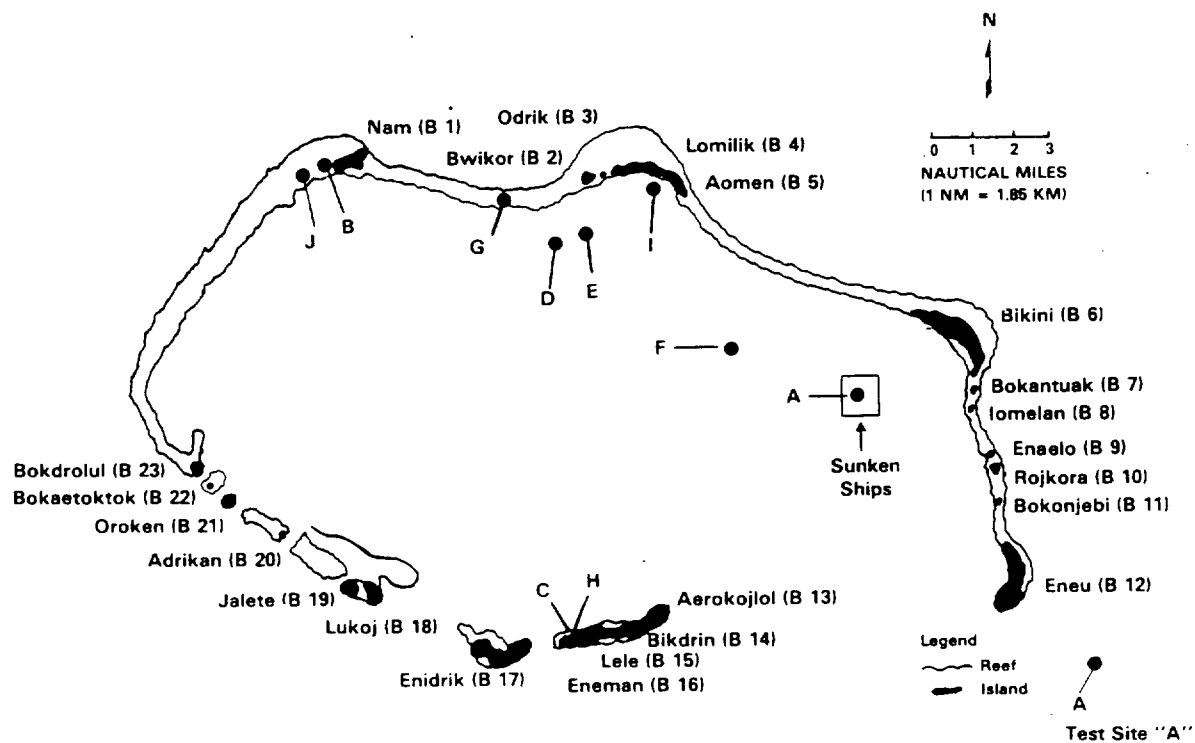 N
Odrik (B 3)
Nam (B 1)
Lomilik (B 4)
0 1 2 3
Bwikor (B 2)
NAUTICAL MILES
Aomen (B 5)
(1 NM = 1.85 KM)
J
B
G
I
D
E
Bikini (B 6)
F
A
Bokantuak (B 7)
Iomelan (B 8)
Enaelo (B 9)
Sunken
Ships
Rojkora (B 10)
Bokonjebi (B 11)
Bokdrolul (B 23)
Bokaetoktok (B 22)
Oroken (B 21)
Adrikan (B 20)
Jalete (B 19)
Lukoj (B 18)
Enidrik (B 17)
C
H
Aerokojlol (B 13)
Bikdrin (B 14)
Lele (B 15)
Eneman (B 16)
Eneu (B 12)
Legend
Reef
Island
A
Test Site "A"